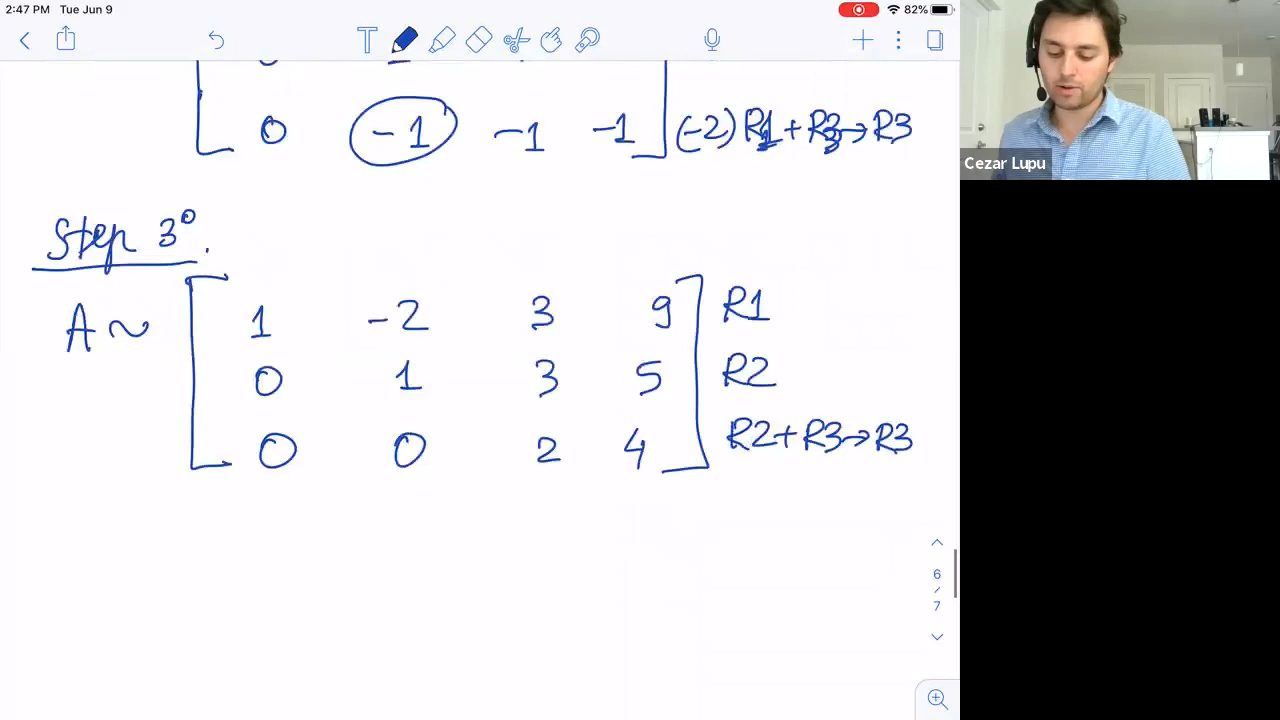 2:47 PM Tue Jun 9 82%
T
0 -1 -1 -1 (-2) R1 + R3 → R3
Cezar Lupu
Step 3º.
A ~ 1 -2 3 9 R1
0 1 3 5 R2
0 0 2 4 R2+R3→R3
6
/
7